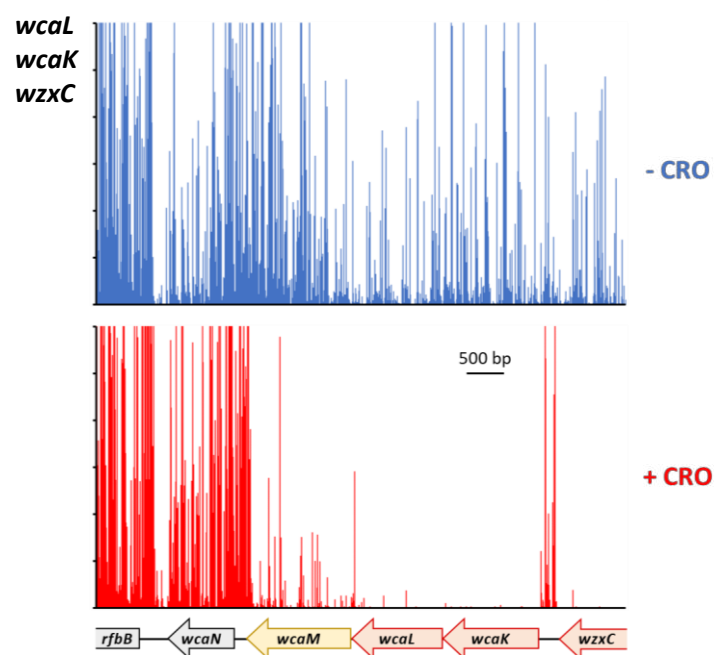 wcaL
wcaK
wzxC
- CRO
500 bp
+ CRO
rfbB wcaN wcaM wcaL wcaK wzxC